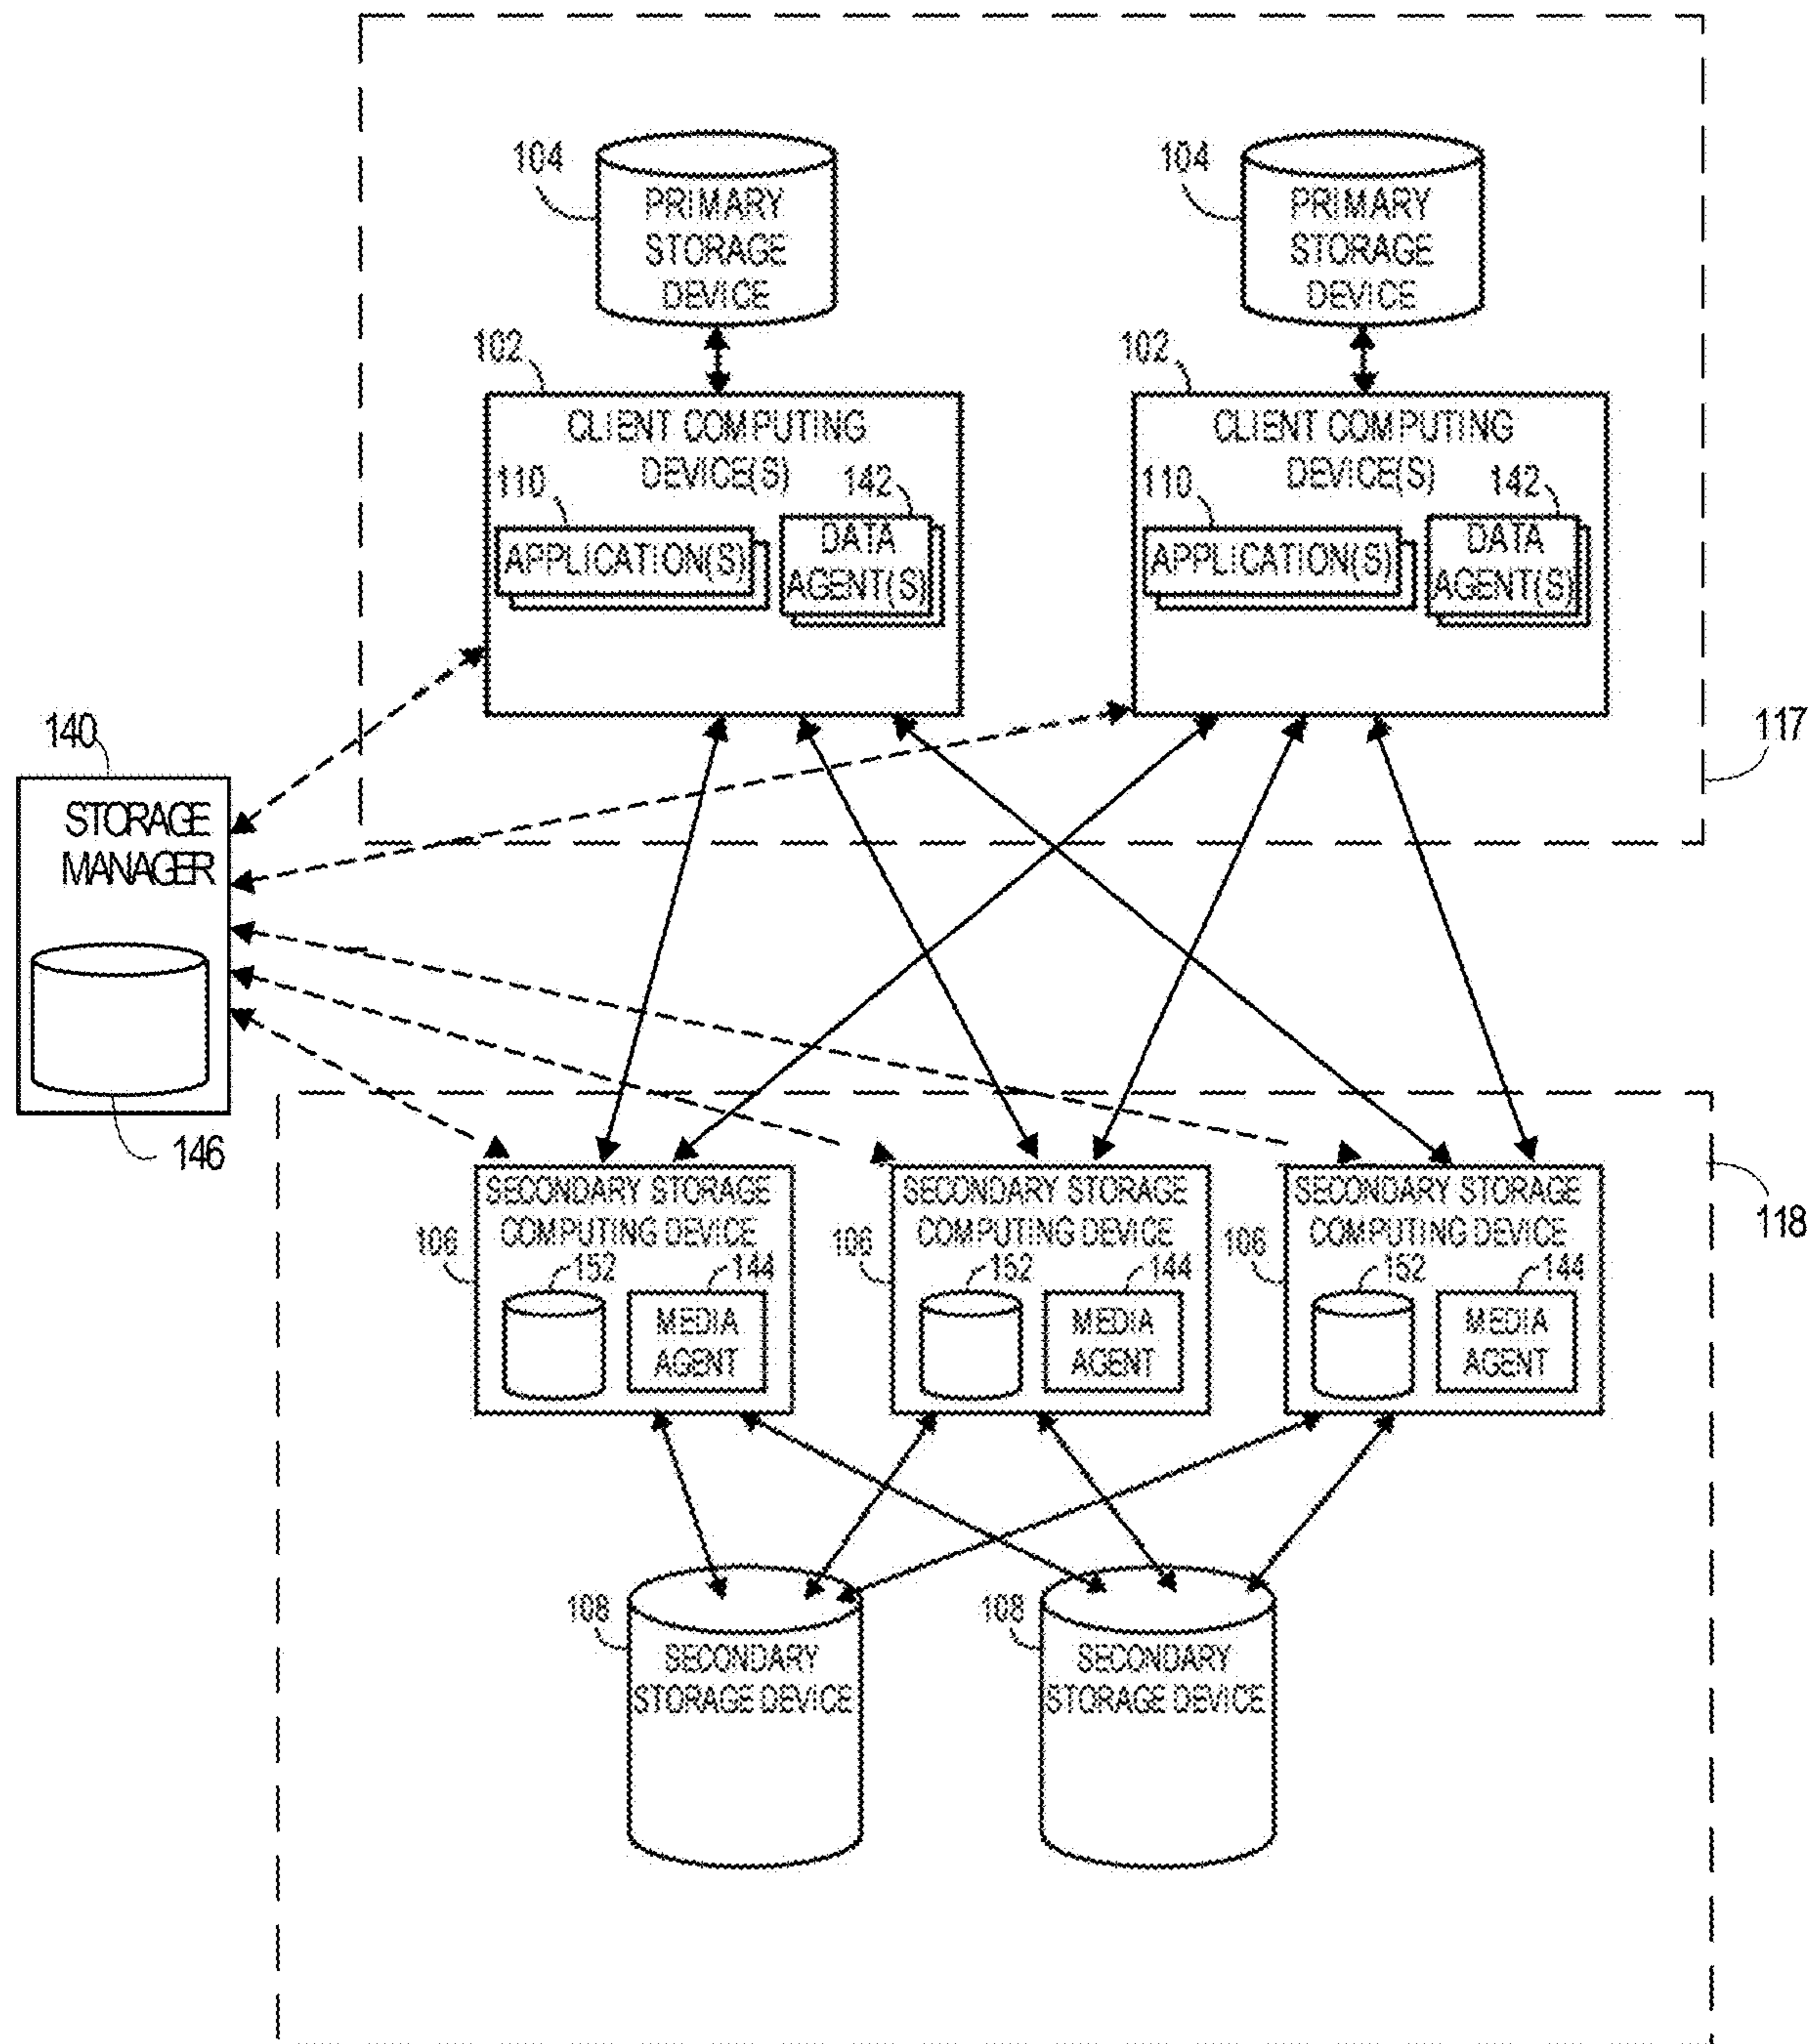 104
PRIMARY
STORAGE
DEVICE
104
PRIMARY
STORAGE
DEVICE
102
CLIENT COMPUTING
DEVICE(S)
110
142
APPLICATION(S)
DATA
AGENT(S)
102
CLIENT COMPUTING
DEVICE(S)
110
142
APPLICATION(S)
DATA
AGENT(S)
117
140
STORAGE
MANAGER
146
118
SECONDARY STORAGE
COMPUTING DEVICE
106
152
144
MEDIA
AGENT
SECONDARY STORAGE
COMPUTING DEVICE
106
152
144
MEDIA
AGENT
SECONDARY STORAGE
COMPUTING DEVICE
106
152
144
MEDIA
AGENT
108
SECONDARY
STORAGE DEVICE
108
SECONDARY
STORAGE DEVICE